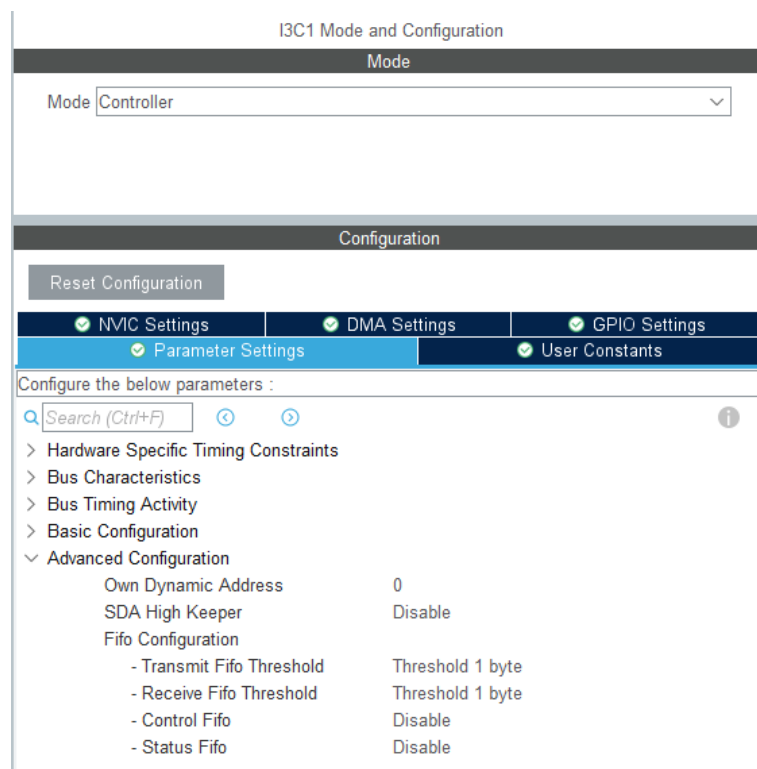 I3C1 Mode and Configuration
Mode
Mode Controller
Configuration
Reset Configuration
NVIC Settings DMA Settings GPIO Settings
Parameter Settings User Constants
Configure the below parameters :
Search (Ctrl+F)
Hardware Specific Timing Constraints
Bus Characteristics
Bus Timing Activity
Basic Configuration
Advanced Configuration
Own Dynamic Address 0
SDA High Keeper Disable
Fifo Configuration
- Transmit Fifo Threshold Threshold 1 byte
- Receive Fifo Threshold Threshold 1 byte
- Control Fifo Disable
- Status Fifo Disable